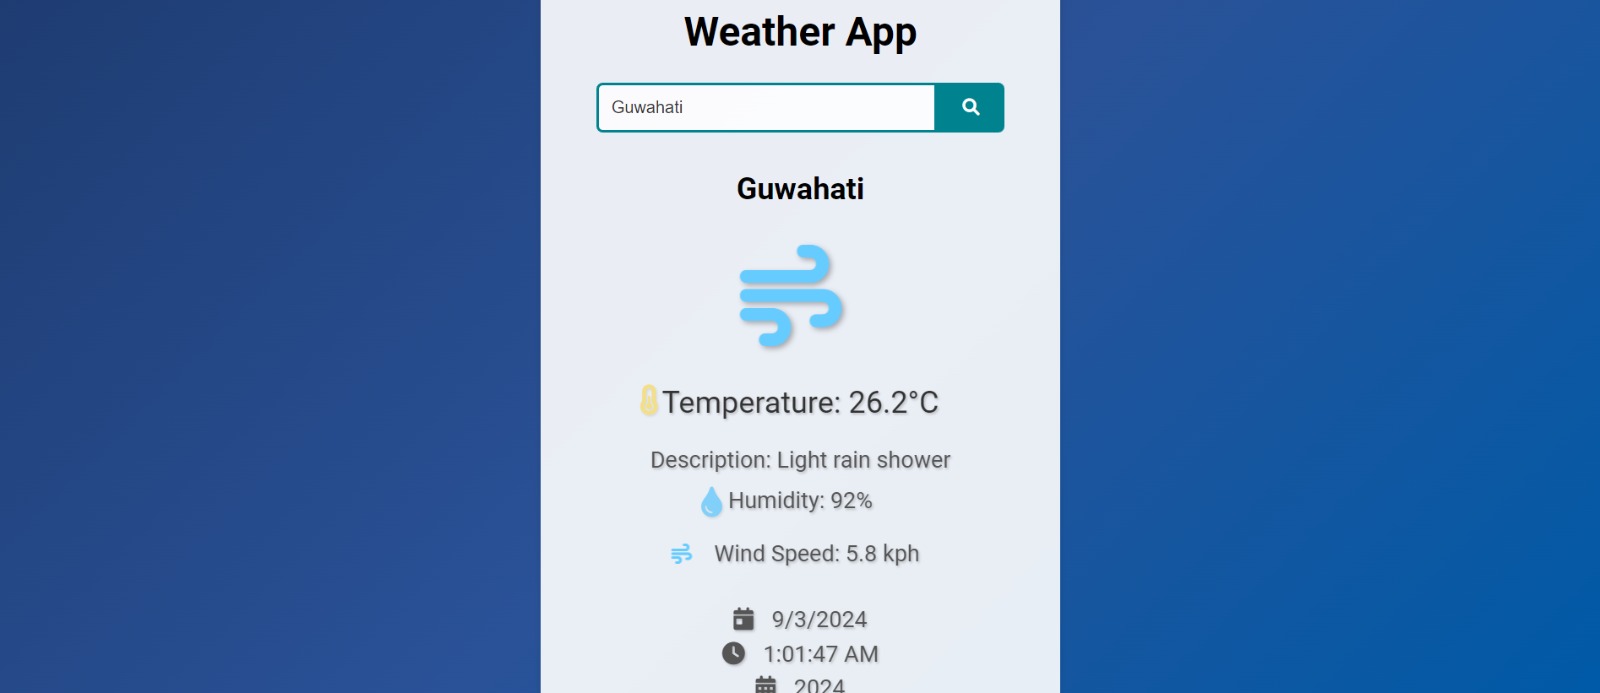 Weather App
Guwahati
Guwahati
Temperature: 26.2°C
Description: Light rain shower
Humidity: 92%
Wind Speed: 5.8 kph
9/3/2024
1:01:47 AM
2024